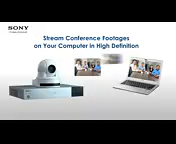 SONY
Stream Conference Footages
on Your Computer in High Definition